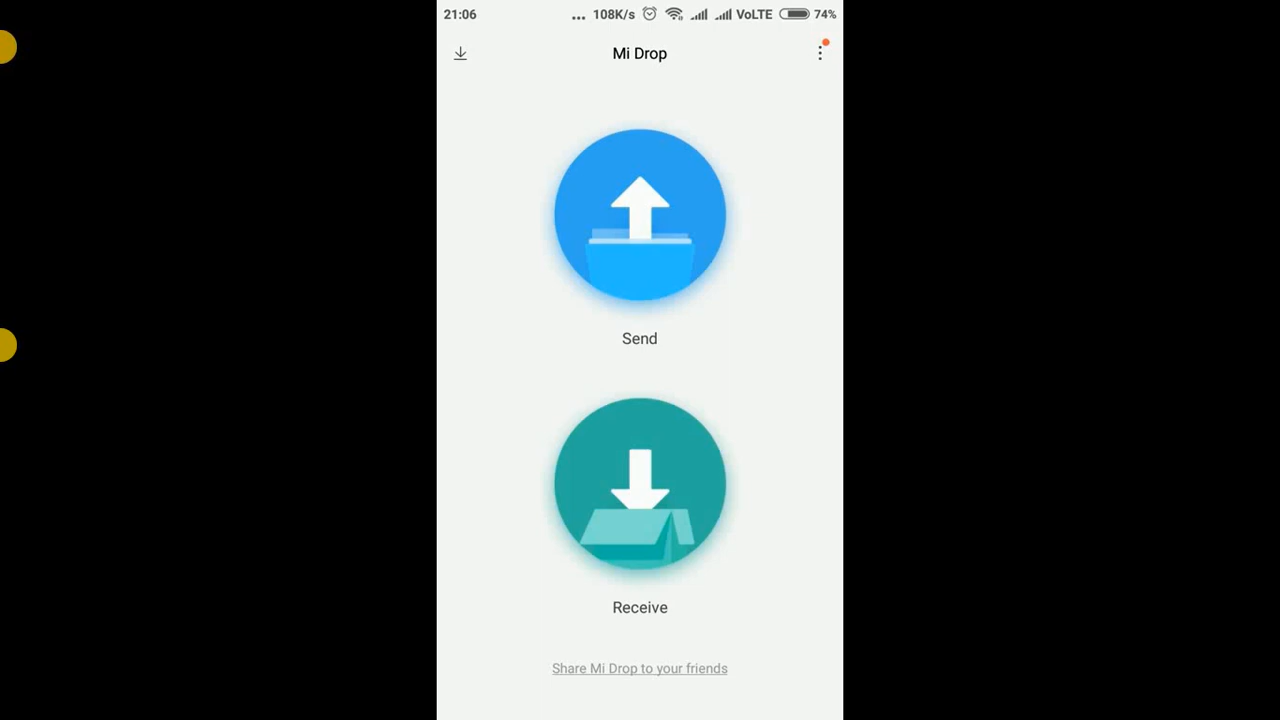 21:06 ... 108K/s VoLTE 74%
Mi Drop
Send
Receive
Share Mi Drop to your friends